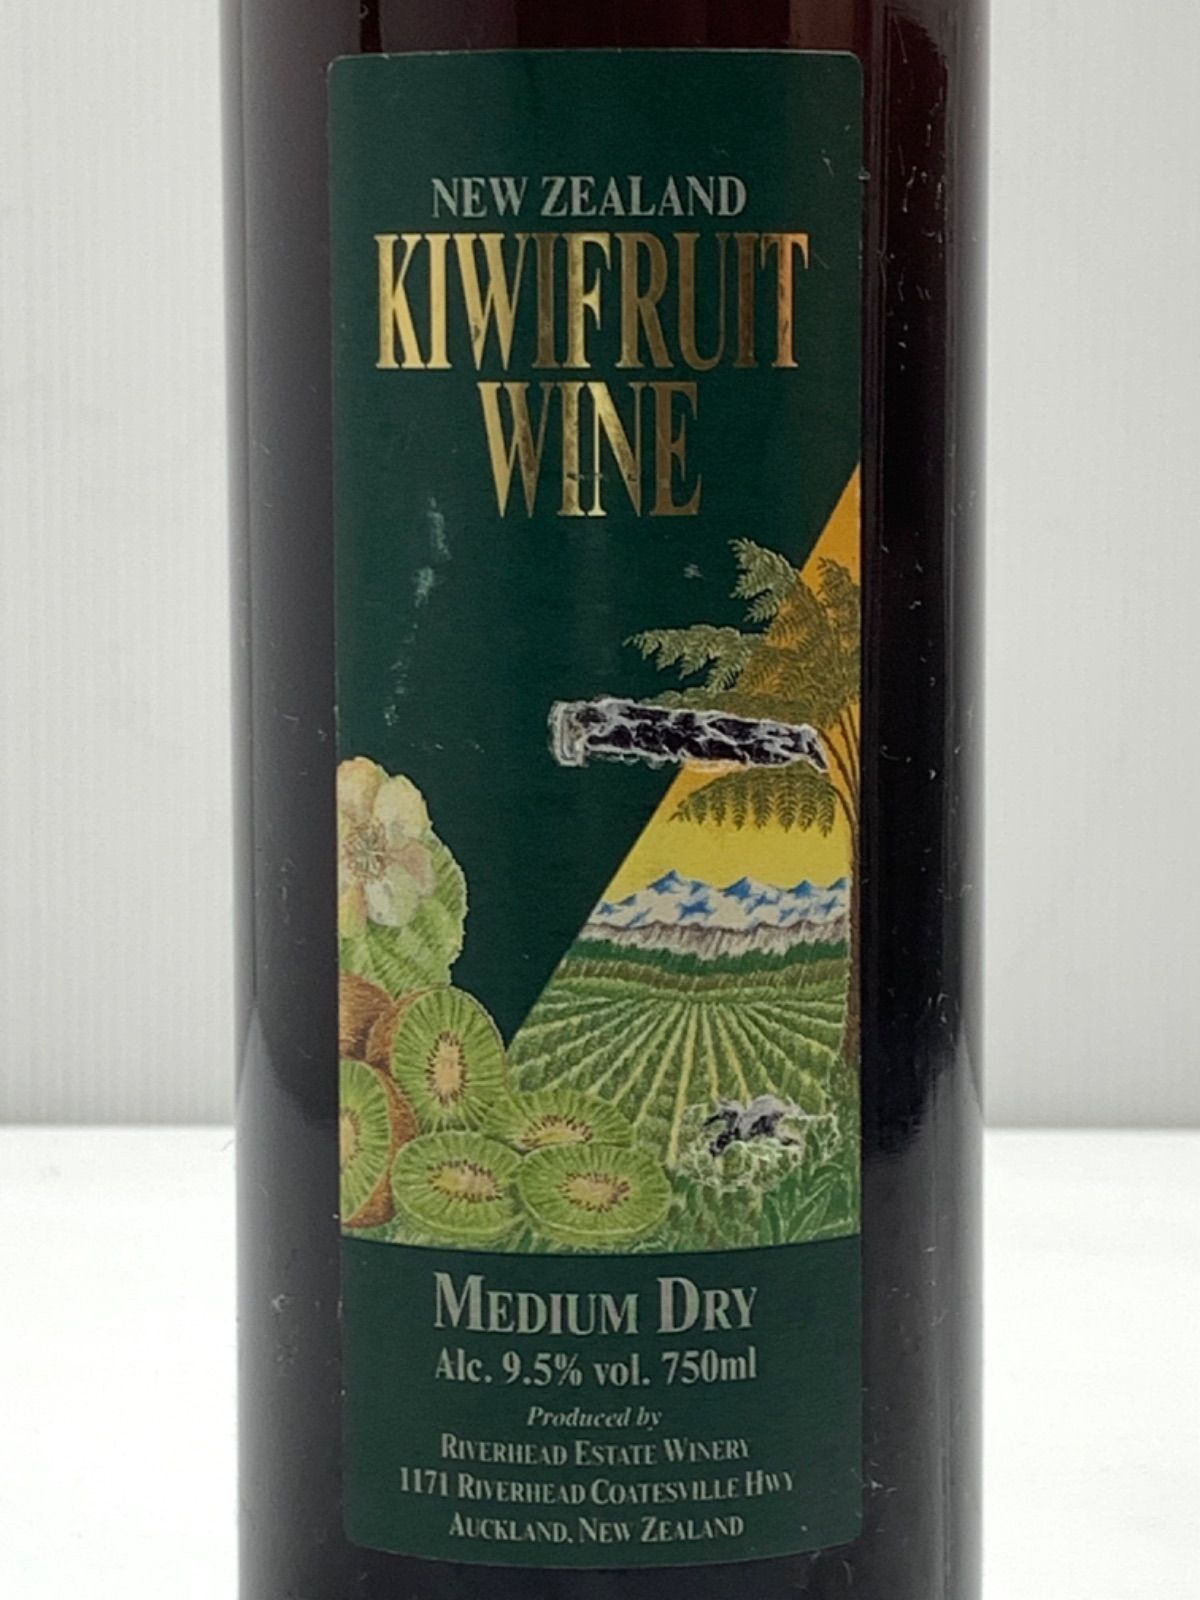 NEW ZEALAND
KIWIFRUIT
WINE
MEDIUM DRY
Alc. 9.5% vol. 750ml
Produced by
RIVERHEAD ESTATE WINERY
1171 RIVERHEAD COATESVILLE HWY
AUCKLAND, NEW ZEALAND